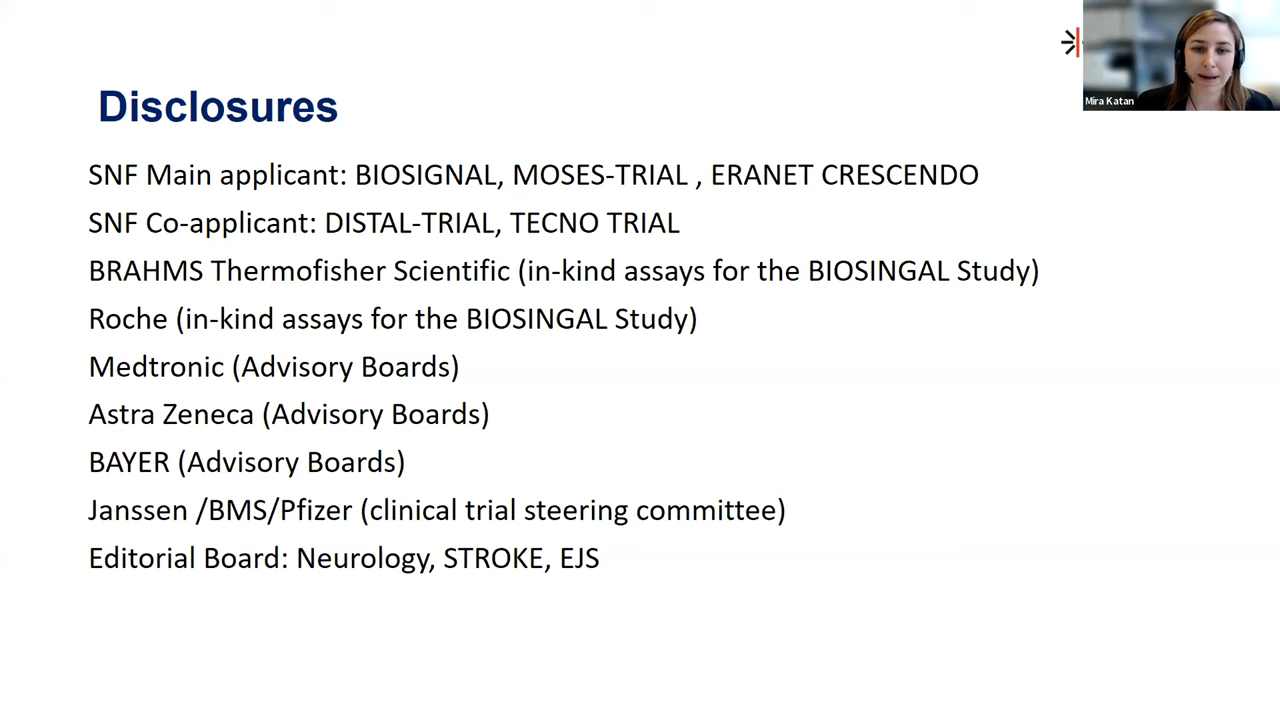 Mira Katan
Disclosures
SNF Main applicant: BIOSIGNAL, MOSES-TRIAL , ERANET CRESCENDO
SNF Co-applicant: DISTAL-TRIAL, TECNO TRIAL
BRAHMS Thermofisher Scientific (in-kind assays for the BIOSINGAL Study)
Roche (in-kind assays for the BIOSINGAL Study)
Medtronic (Advisory Boards)
Astra Zeneca (Advisory Boards)
BAYER (Advisory Boards)
Janssen /BMS/Pfizer (clinical trial steering committee)
Editorial Board: Neurology, STROKE, EJS